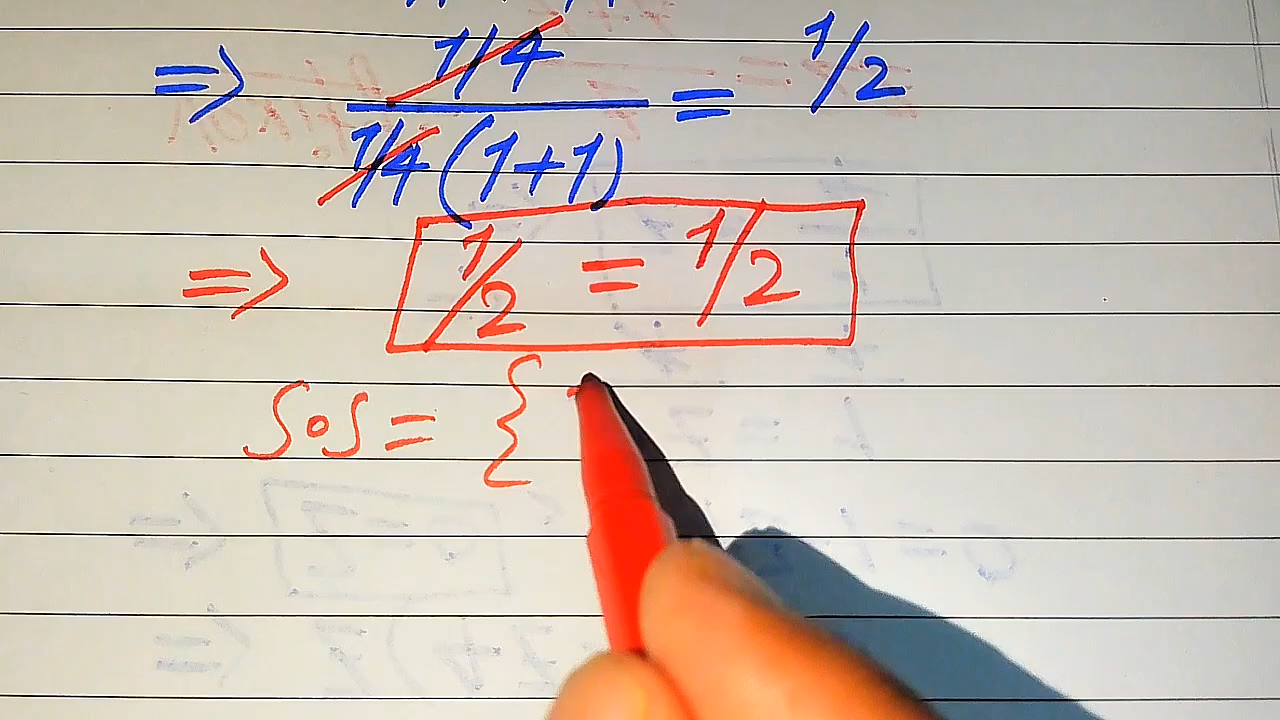 => 1/4 / 1/4 (1+1) = 1/2
=> 1/2 = 1/2
SoS = {